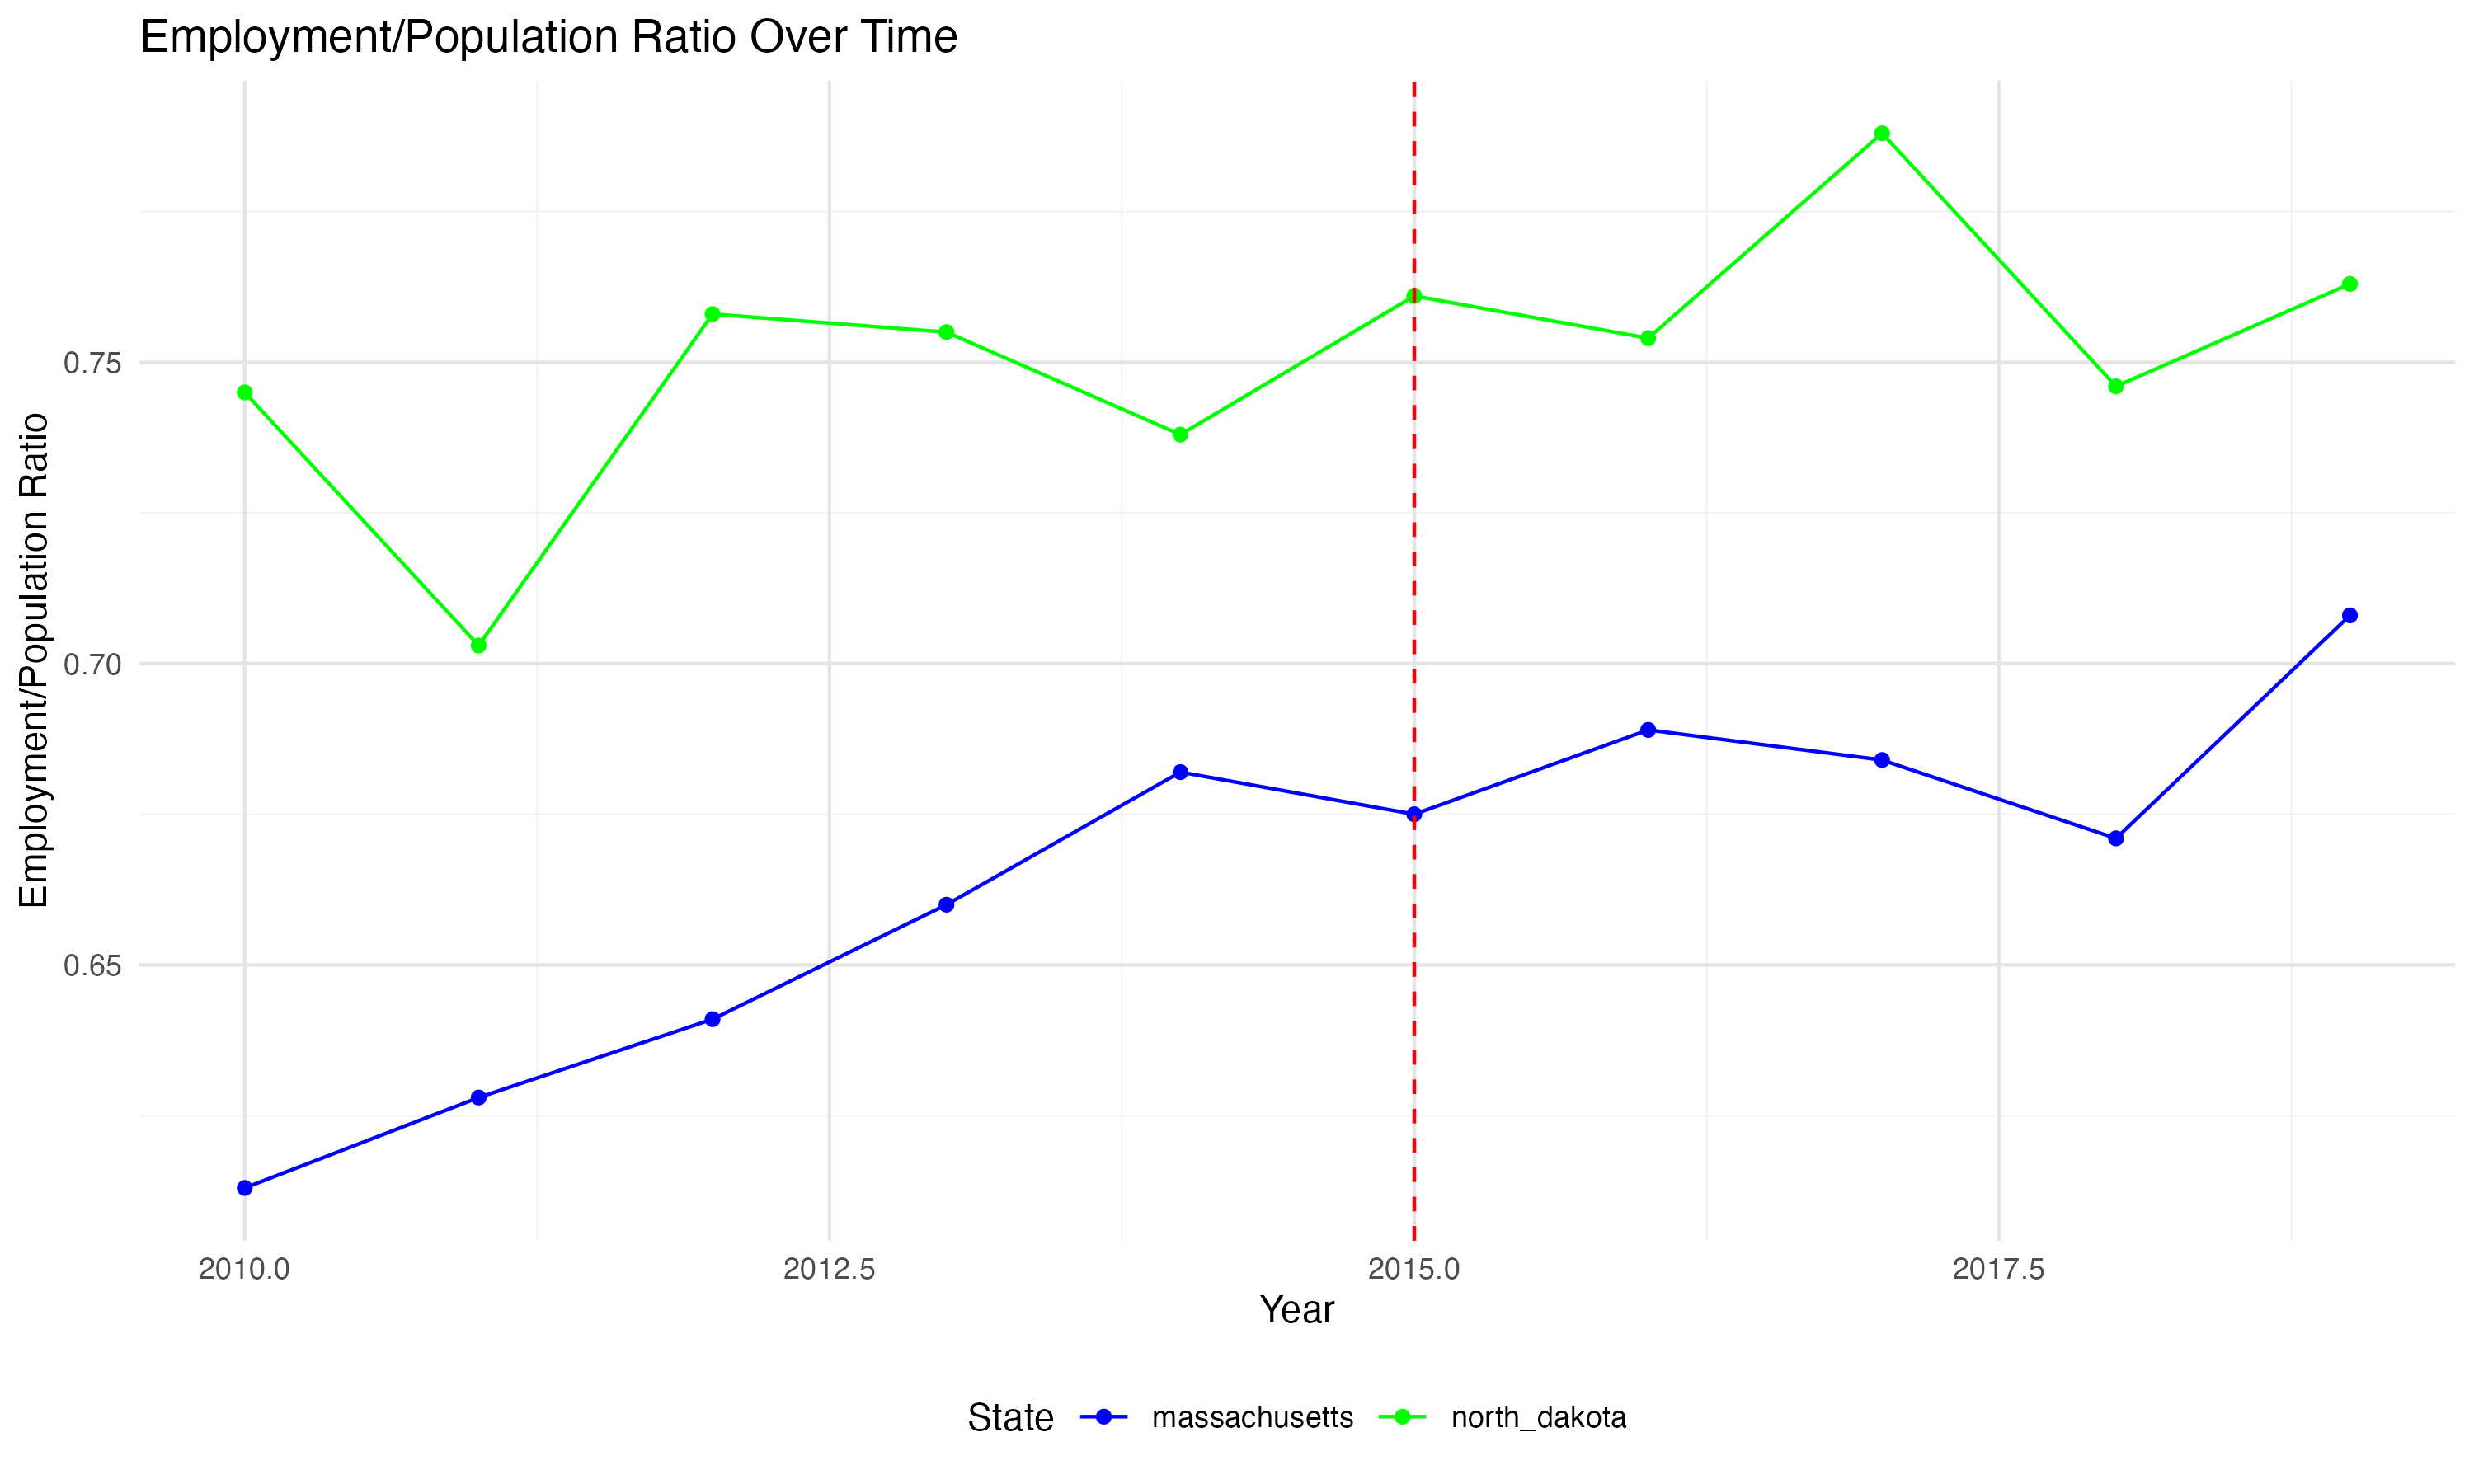 Employment/Population Ratio Over Time
Employment/Population Ratio
0.75
0.70
0.65
2010.0 2012.5 2015.0 2017.5
Year
State massachusetts north_dakota